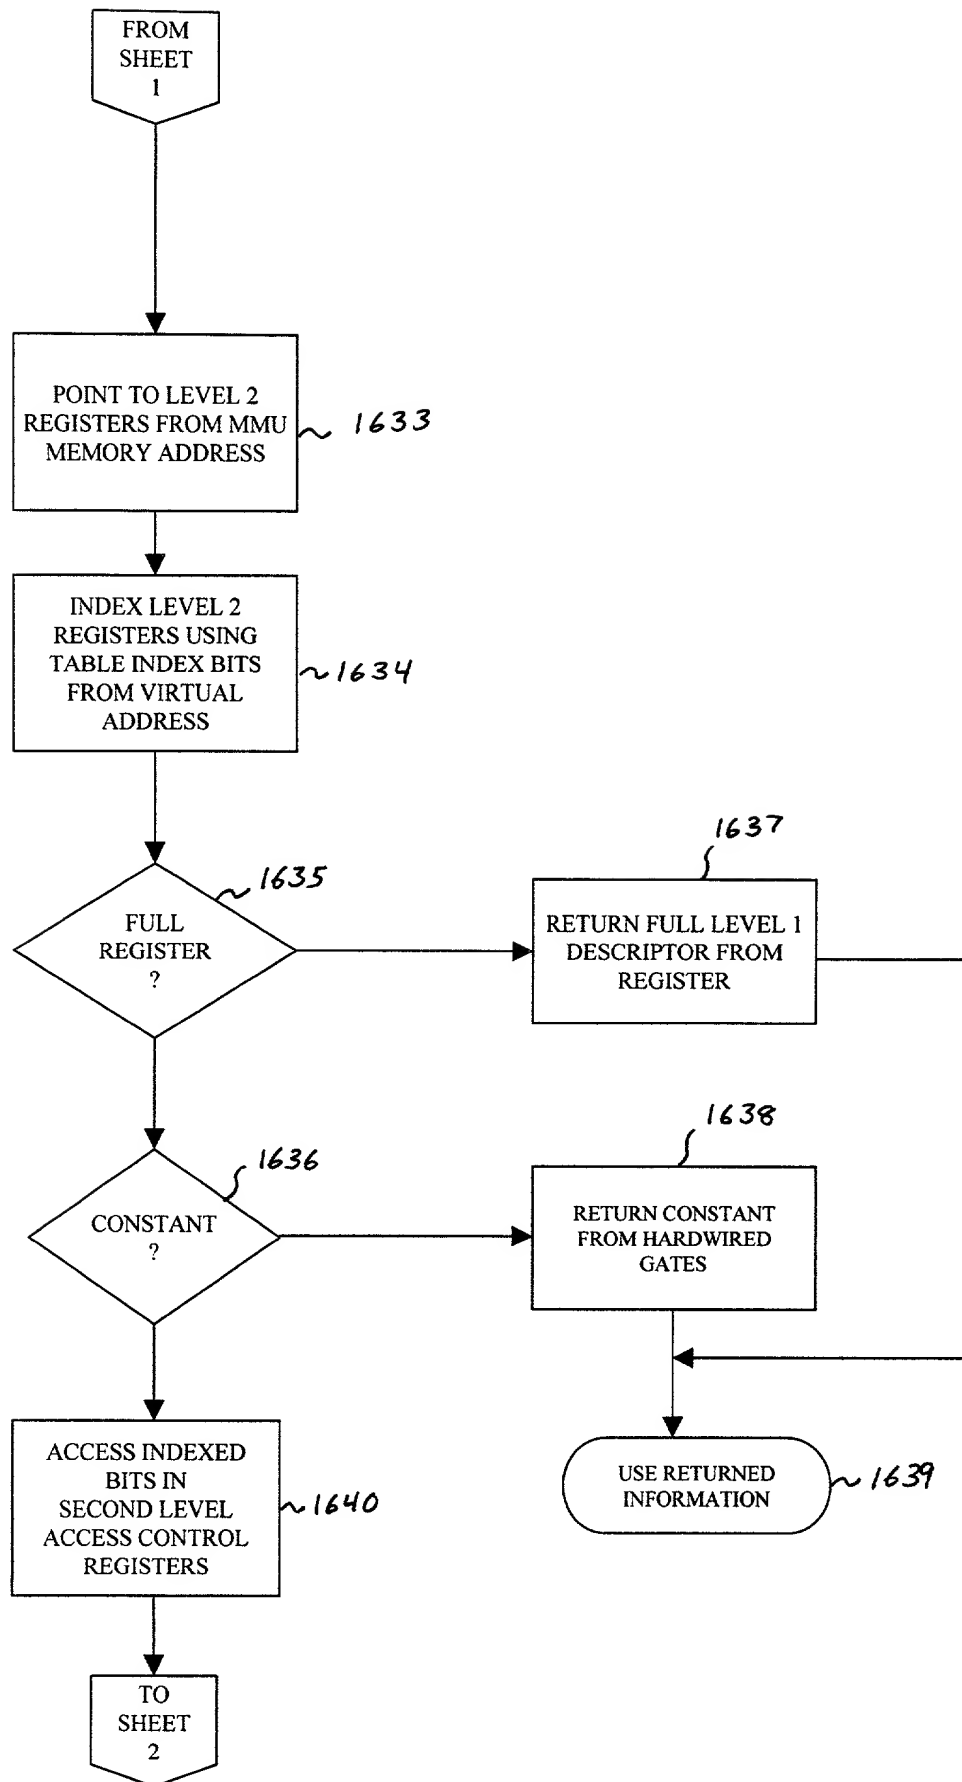 FROM
SHEET
1
POINT TO LEVEL 2
REGISTERS FROM MMU
MEMORY ADDRESS
1633
INDEX LEVEL 2
REGISTERS USING
TABLE INDEX BITS
FROM VIRTUAL
ADDRESS
1634
1635
FULL
REGISTER
?
1637
RETURN FULL LEVEL 1
DESCRIPTOR FROM
REGISTER
1636
CONSTANT
?
1638
RETURN CONSTANT
FROM HARDWIRED
GATES
ACCESS INDEXED
BITS IN
SECOND LEVEL
ACCESS CONTROL
REGISTERS
1640
USE RETURNED
INFORMATION
1639
TO
SHEET
2